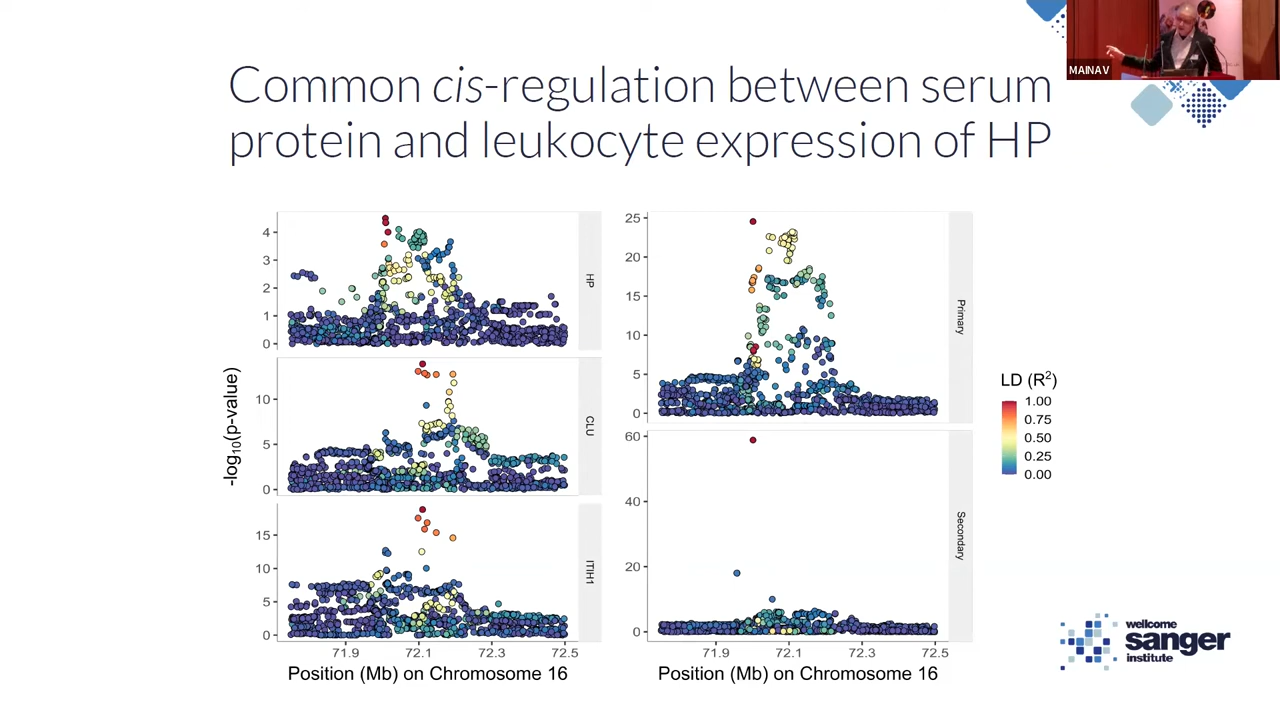 MAINAV
Common cis-regulation between serum
protein and leukocyte expression of HP
-log10(p-value)
4
3
2
1
0
HP
10
5
0
CLU
15
10
5
0
ITIH1
71.9
72.1
72.3
72.5
Position (Mb) on Chromosome 16
25
20
15
10
5
0
Primary
60
40
20
0
Secondary
71.9
72.1
72.3
72.5
Position (Mb) on Chromosome 16
LD (R2)
1.00
0.75
0.50
0.25
0.00
wellcome
sanger
institute